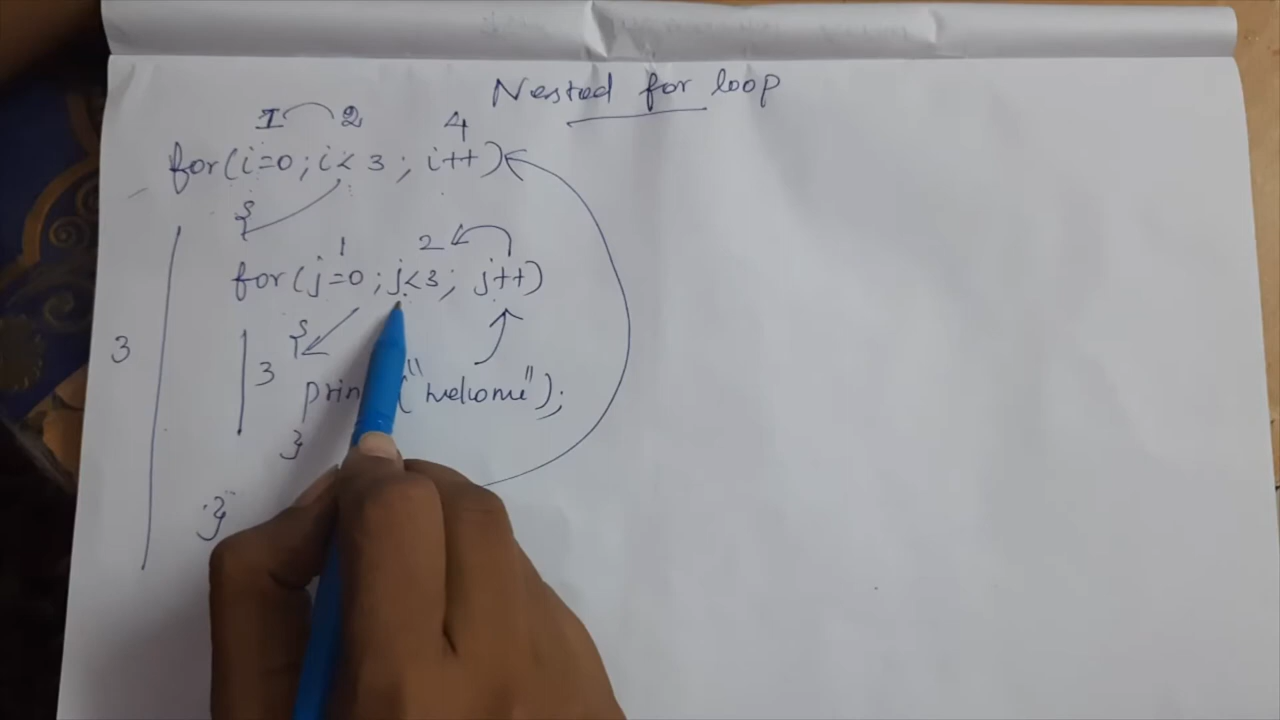 Nested for loop
1 2 4
for(i=0; i<3; i++)
{
1 2
for(j=0; j<3; j++)
{
3
3
("welcome");
}
}